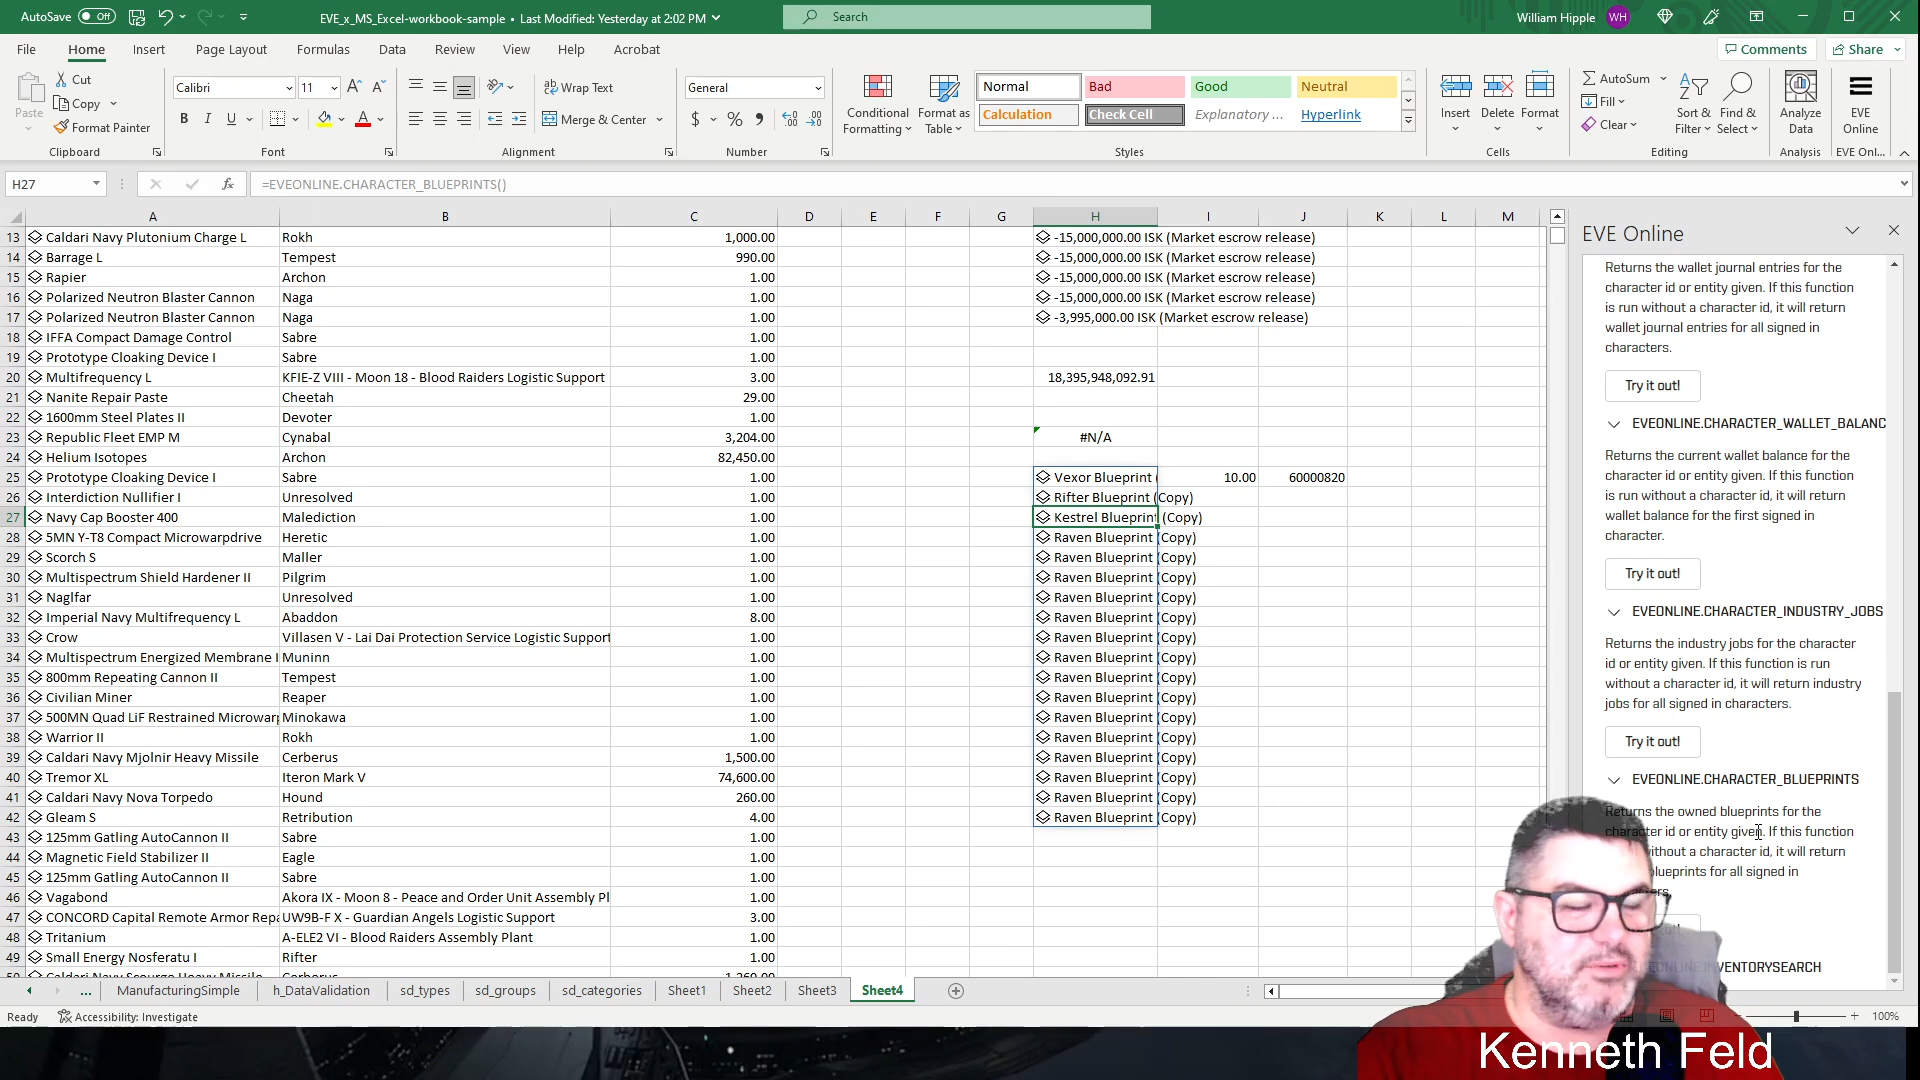 AutoSave Off EVE_x_MS_Excel-workbook-sample • Last Modified: Yesterday at 2:02 PM Search William Hipple WH
File Home Insert Page Layout Formulas Data Review View Help Acrobat Comments Share
Paste Cut Copy Format Painter Clipboard
Calibri 11 B I U A A Font
Wrap Text Merge & Center Alignment
General $ % Number
Conditional Formatting Format as Table
Normal Bad Good Neutral
Calculation Check Cell Explanatory ... Hyperlink
Styles
Insert Delete Format Cells
AutoSum Fill Clear Sort & Filter Find & Select Editing
Analyze Data Analysis
EVE Online EVE Onl...
H27 fx =EVEONLINE.CHARACTER_BLUEPRINTS()
A B C D E F G H I J K L M
13 Caldari Navy Plutonium Charge L Rokh 1,000.00 -15,000,000.00 ISK (Market escrow release)
14 Barrage L Tempest 990.00 -15,000,000.00 ISK (Market escrow release)
15 Rapier Archon 1.00 -15,000,000.00 ISK (Market escrow release)
16 Polarized Neutron Blaster Cannon Naga 1.00 -15,000,000.00 ISK (Market escrow release)
17 Polarized Neutron Blaster Cannon Naga 1.00 -3,995,000.00 ISK (Market escrow release)
18 IFFA Compact Damage Control Sabre 1.00
19 Prototype Cloaking Device I Sabre 1.00
20 Multifrequency L KFIE-Z VIII - Moon 18 - Blood Raiders Logistic Support 3.00 18,395,948,092.91
21 Nanite Repair Paste Cheetah 29.00
22 1600mm Steel Plates II Devoter 1.00
23 Republic Fleet EMP M Cynabal 3,204.00 #N/A
24 Helium Isotopes Archon 82,450.00
25 Prototype Cloaking Device I Sabre 1.00 Vexor Blueprint ( 10.00 60000820
26 Interdiction Nullifier I Unresolved 1.00 Rifter Blueprint (Copy)
27 Navy Cap Booster 400 Malediction 1.00 Kestrel Blueprint (Copy)
28 5MN Y-T8 Compact Microwarpdrive Heretic 1.00 Raven Blueprint (Copy)
29 Scorch S Maller 1.00 Raven Blueprint (Copy)
30 Multispectrum Shield Hardener II Pilgrim 1.00 Raven Blueprint (Copy)
31 Naglfar Unresolved 1.00 Raven Blueprint (Copy)
32 Imperial Navy Multifrequency L Abaddon 8.00 Raven Blueprint (Copy)
33 Crow Villasen V - Lai Dai Protection Service Logistic Support 1.00 Raven Blueprint (Copy)
34 Multispectrum Energized Membrane I Muninn 1.00 Raven Blueprint (Copy)
35 800mm Repeating Cannon II Tempest 1.00 Raven Blueprint (Copy)
36 Civilian Miner Reaper 1.00 Raven Blueprint (Copy)
37 500MN Quad LiF Restrained Microwar Minokawa 1.00 Raven Blueprint (Copy)
38 Warrior II Rokh 1.00 Raven Blueprint (Copy)
39 Caldari Navy Mjolnir Heavy Missile Cerberus 1,500.00 Raven Blueprint (Copy)
40 Tremor XL Iteron Mark V 74,600.00 Raven Blueprint (Copy)
41 Caldari Navy Nova Torpedo Hound 260.00 Raven Blueprint (Copy)
42 Gleam S Retribution 4.00 Raven Blueprint (Copy)
43 125mm Gatling AutoCannon II Sabre 1.00
44 Magnetic Field Stabilizer II Eagle 1.00
45 125mm Gatling AutoCannon II Sabre 1.00
46 Vagabond Akora IX - Moon 8 - Peace and Order Unit Assembly Pl 1.00
47 CONCORD Capital Remote Armor Repa UW9B-F X - Guardian Angels Logistic Support 3.00
48 Tritanium A-ELE2 VI - Blood Raiders Assembly Plant 1.00
49 Small Energy Nosferatu I Rifter 1.00
50 Caldari Navy Scourge Heavy Missile Cerberus 1,260.00
EVE Online
Returns the wallet journal entries for the
character id or entity given. If this function
is run without a character id, it will return
wallet journal entries for all signed in
characters.
Try it out!
EVEONLINE.CHARACTER_WALLET_BALANC
Returns the current wallet balance for the
character id or entity given. If this function
is run without a character id, it will return
wallet balance for the first signed in
character.
Try it out!
EVEONLINE.CHARACTER_INDUSTRY_JOBS
Returns the industry jobs for the character
id or entity given. If this function is run
without a character id, it will return industry
jobs for all signed in characters.
Try it out!
EVEONLINE.CHARACTER_BLUEPRINTS
Returns the owned blueprints for the
character id or entity given. If this function
without a character id, it will return
blueprints for all signed in
NVENTORYSEARCH
... ManufacturingSimple h_DataValidation sd_types sd_groups sd_categories Sheet1 Sheet2 Sheet3 Sheet4
Ready Accessibility: Investigate 100%
Kenneth Feld